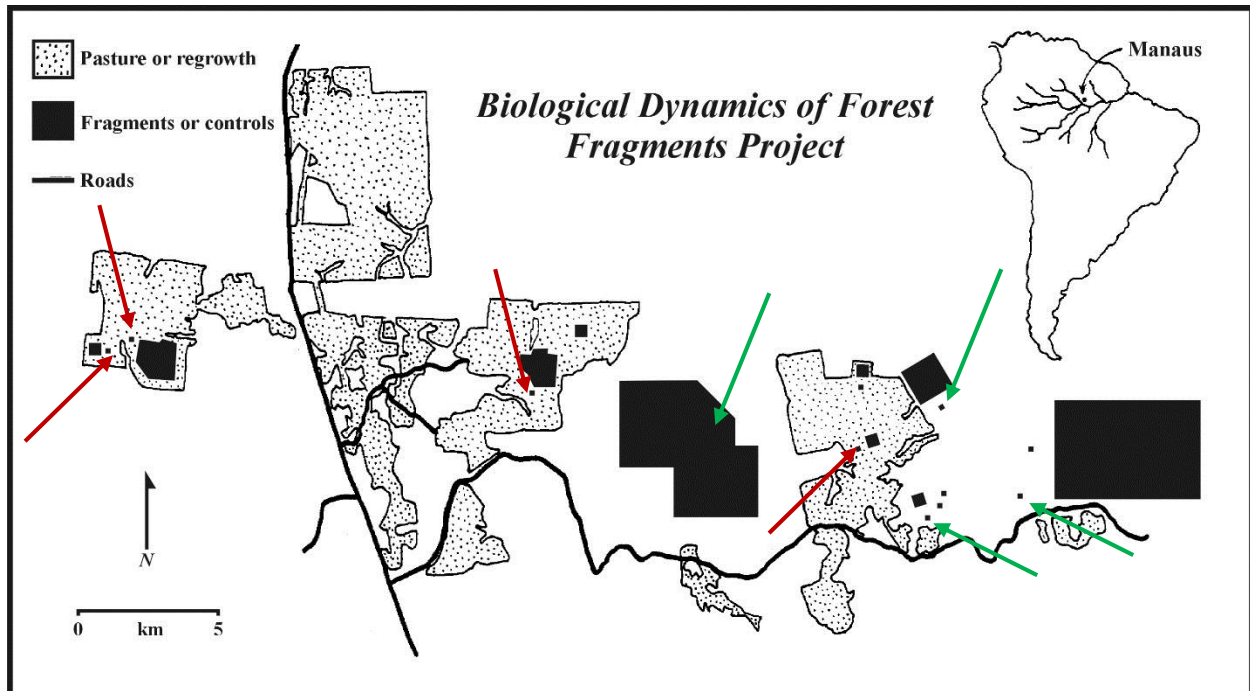 Pasture or regrowth
Fragments or controls
Roads
Biological Dynamics of Forest
Fragments Project
Manaus
N
0 5
km